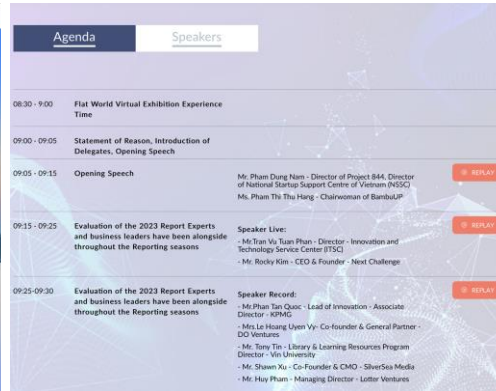 Agenda
Speakers
08:30 - 9:00
Flat World Virtual Exhibition Experience
Time
09:00 - 09:05
Statement of Reason, Introduction of
Delegates, Opening Speech
09:05 - 09:15
Opening Speech
Mr. Pham Dung Nam - Director of Project 844, Director
of National Startup Support Centre of Vietnam (NSSC)
Ms. Pham Thi Thu Hang - Chairwoman of BambuUP
REPLAY
09:15 - 09:25
Evaluation of the 2023 Report Experts
and business leaders have been alongside
throughout the Reporting seasons
Speaker Live:
- Mr.Tran Vu Tuan Phan - Director - Innovation and
Technology Service Center (ITSC)
- Mr. Rocky Kim - CEO & Founder - Next Challenge
REPLAY
09:25-09:30
Evaluation of the 2023 Report Experts
and business leaders have been alongside
throughout the Reporting seasons
Speaker Record:
- Mr.Phan Tan Quoc - Lead of Innovation - Associate
Director - KPMG
- Mrs.Le Hoang Uyen Vy- Co-founder & General Partner -
DO Ventures
- Mr. Tony Tin - Library & Learning Resources Program
Director - Vin University
- Mr. Shawn Xu - Co-Founder & CMO - SilverSea Media
- Mr. Huy Pham - Managing Director - Lotter Ventures
REPLAY